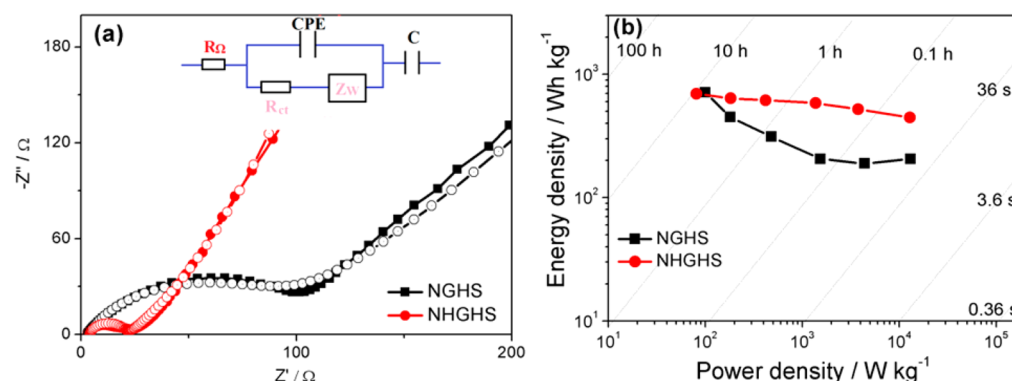 (a)
CPE
C
RΩ
Zw
Rct
-Z'' / Ω
180
120
60
0
NGHS
NHGHS
0
100
200
Z' / Ω
(b)
100 h
10 h
1 h
0.1 h
36 s
3.6 s
0.36 s
Energy density / Wh kg⁻¹
10³
10²
10¹
NGHS
NHGHS
10¹
10²
10³
10⁴
10⁵
Power density / W kg⁻¹